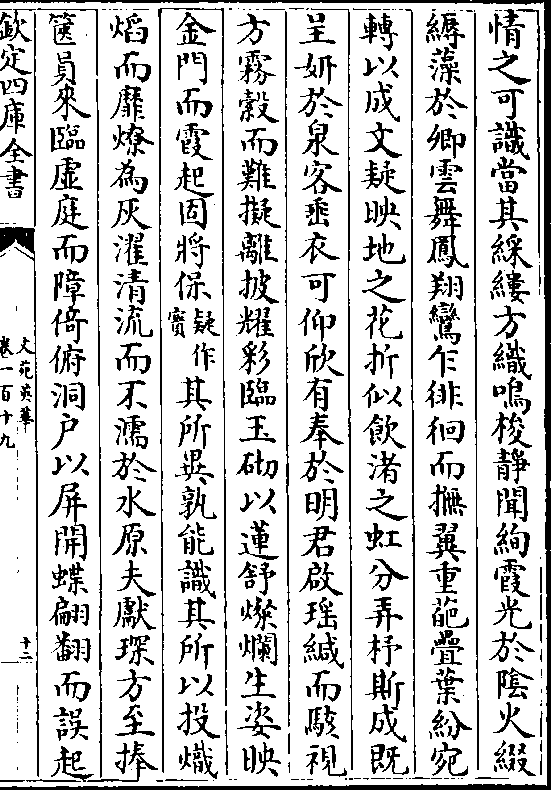 情之可識當其綵縷方織鳴梭静聞絢霞光於陰火綴
縟藻於卿雲舞鳳翔鸞乍徘徊而撫翼重葩疊葉紛宛
轉以成文疑映地之花折似飲渚之虹分弄杼斯成既
呈妍於泉客垂衣可仰欣有奉於明君啟瑶緘而駭視
方霧縠而難擬離披耀彩臨玉砌以蓮舒燦爛生姿映
金門而霞起固將保疑作寳其所異孰能識其所以投熾
焰而靡燎為灰濯清流而不濡於水原夫獻琛方至捧
篋員來臨虚庭而障倚俯洞户以屏開蝶翩翻而誤起
欽定四庫全書
文苑英華
卷一百十九
十二